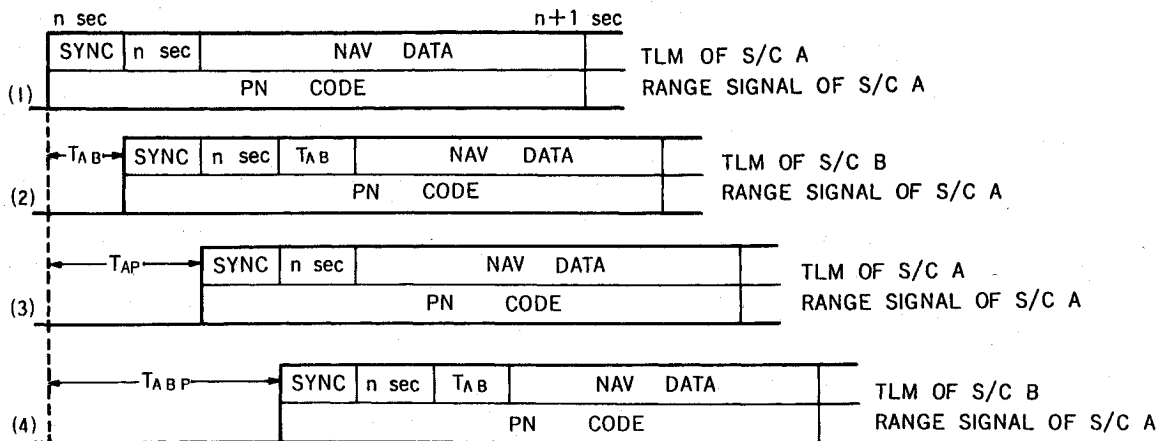 n sec n+1 sec
SYNC n sec NAV DATA TLM OF S/C A
(1) PN CODE RANGE SIGNAL OF S/C A
TAB SYNC n sec TAB NAV DATA TLM OF S/C B
(2) PN CODE RANGE SIGNAL OF S/C A
TAP SYNC n sec NAV DATA TLM OF S/C A
(3) PN CODE RANGE SIGNAL OF S/C A
TABP SYNC n sec TAB NAV DATA TLM OF S/C B
(4) PN CODE RANGE SIGNAL OF S/C A